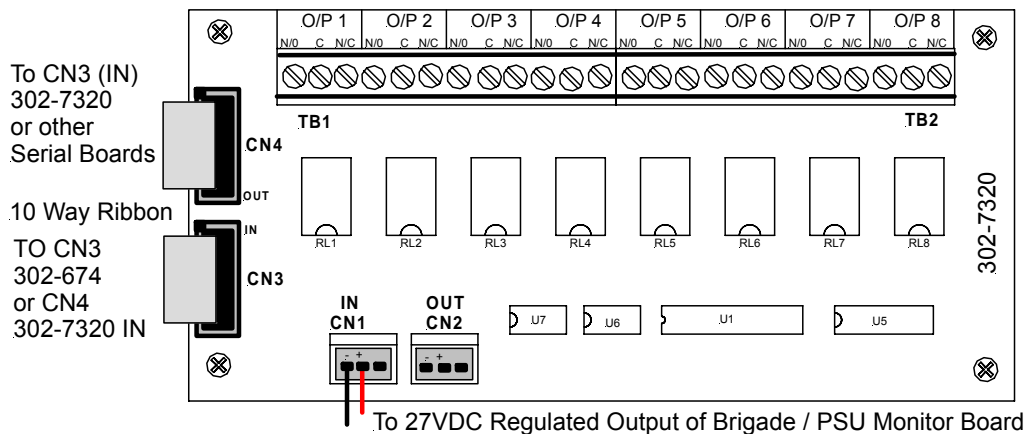 O/P 1 O/P 2 O/P 3 O/P 4 O/P 5 O/P 6 O/P 7 O/P 8
N/0 C N/C N/0 C N/C N/0 C N/C N/0 C N/C N/0 C N/C N/0 C N/C N/0 C N/C N/0 C N/C
TB1 TB2
To CN3 (IN)
302-7320
or other
Serial Boards
CN4
OUT
10 Way Ribbon
IN
TO CN3
302-674
or CN4
302-7320 IN
CN3
RL1 RL2 RL3 RL4 RL5 RL6 RL7 RL8
302-7320
IN
CN1
- +
OUT
CN2
- +
U7 U6 U1 U5
To 27VDC Regulated Output of Brigade / PSU Monitor Board